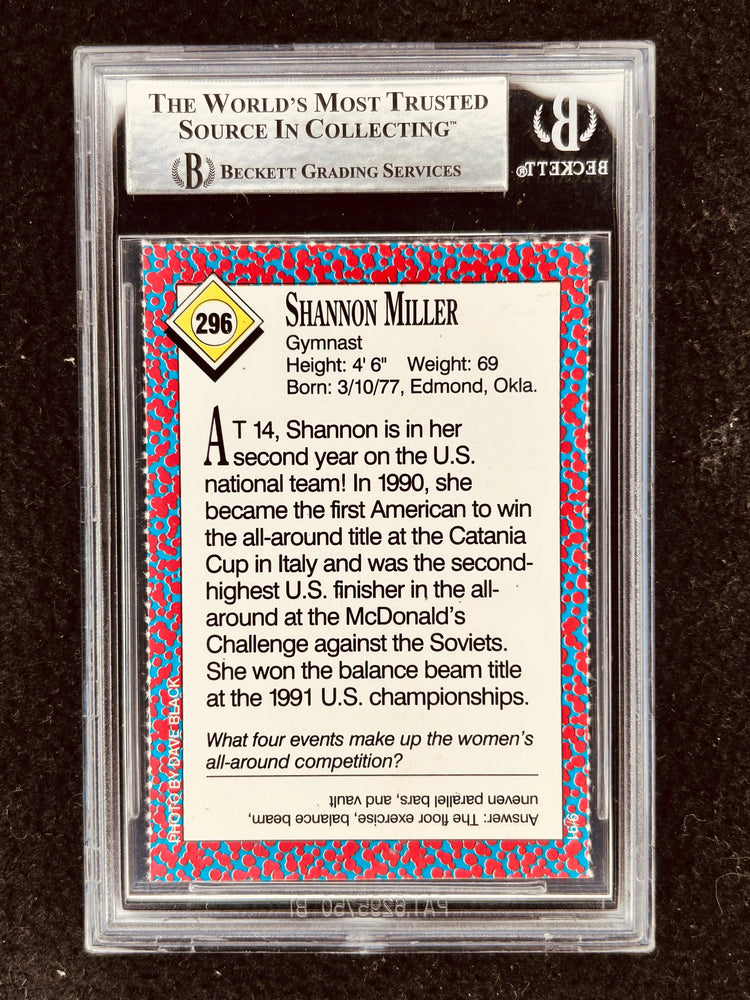 THE WORLD'S MOST TRUSTED
SOURCE IN COLLECTING™
B BECKETT GRADING SERVICES
B
BECKETT®
296
SHANNON MILLER
Gymnast
Height: 4' 6" Weight: 69
Born: 3/10/77, Edmond, Okla.
AT 14, Shannon is in her
second year on the U.S.
national team! In 1990, she
became the first American to win
the all-around title at the Catania
Cup in Italy and was the second-
highest U.S. finisher in the all-
around at the McDonald's
Challenge against the Soviets.
She won the balance beam title
at the 1991 U.S. championships.
What four events make up the women's
all-around competition?
Answer: The floor exercise, balance beam,
uneven parallel bars, and vault
PHOTO BY DAVE BLACK